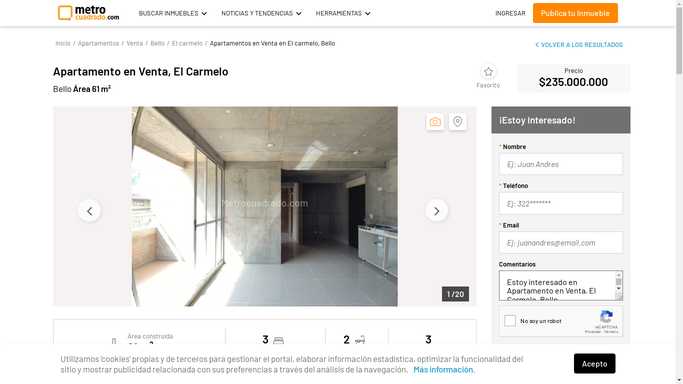 metro
cuadrado.com
BUSCAR INMUEBLES
NOTICIAS Y TENDENCIAS
HERRAMIENTAS
INGRESAR
Publica tu Inmueble
Inicio / Apartamentos / Venta / Bello / El carmelo / Apartamentos en Venta en El carmelo, Bello
VOLVER A LOS RESULTADOS
Apartamento en Venta, El Carmelo
Bello Área 61 m²
Favorito
Precio
$235.000.000
Metrocuadrado.com
1 / 20
¡Estoy Interesado!
* Nombre
Ej: Juan Andres
* Teléfono
Ej: 322*******
* Email
Ej: juanandres@email.com
Comentarios
Estoy interesado en
Apartamento en Venta, El
Carmelo, Bello
No soy un robot
reCAPTCHA
Privacidad - Términos
Área construida
3
2
3
Utilizamos 'cookies' propias y de terceros para gestionar el portal, elaborar información estadística, optimizar la funcionalidad del
sitio y mostrar publicidad relacionada con sus preferencias a través del análisis de la navegación. Más información.
Acepto